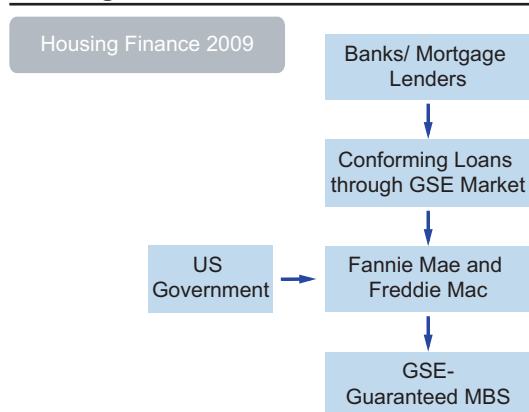 Housing Finance 2009
Banks/ Mortgage
Lenders
Conforming Loans
through GSE Market
US
Government
Fannie Mae and
Freddie Mac
GSE-
Guaranteed MBS